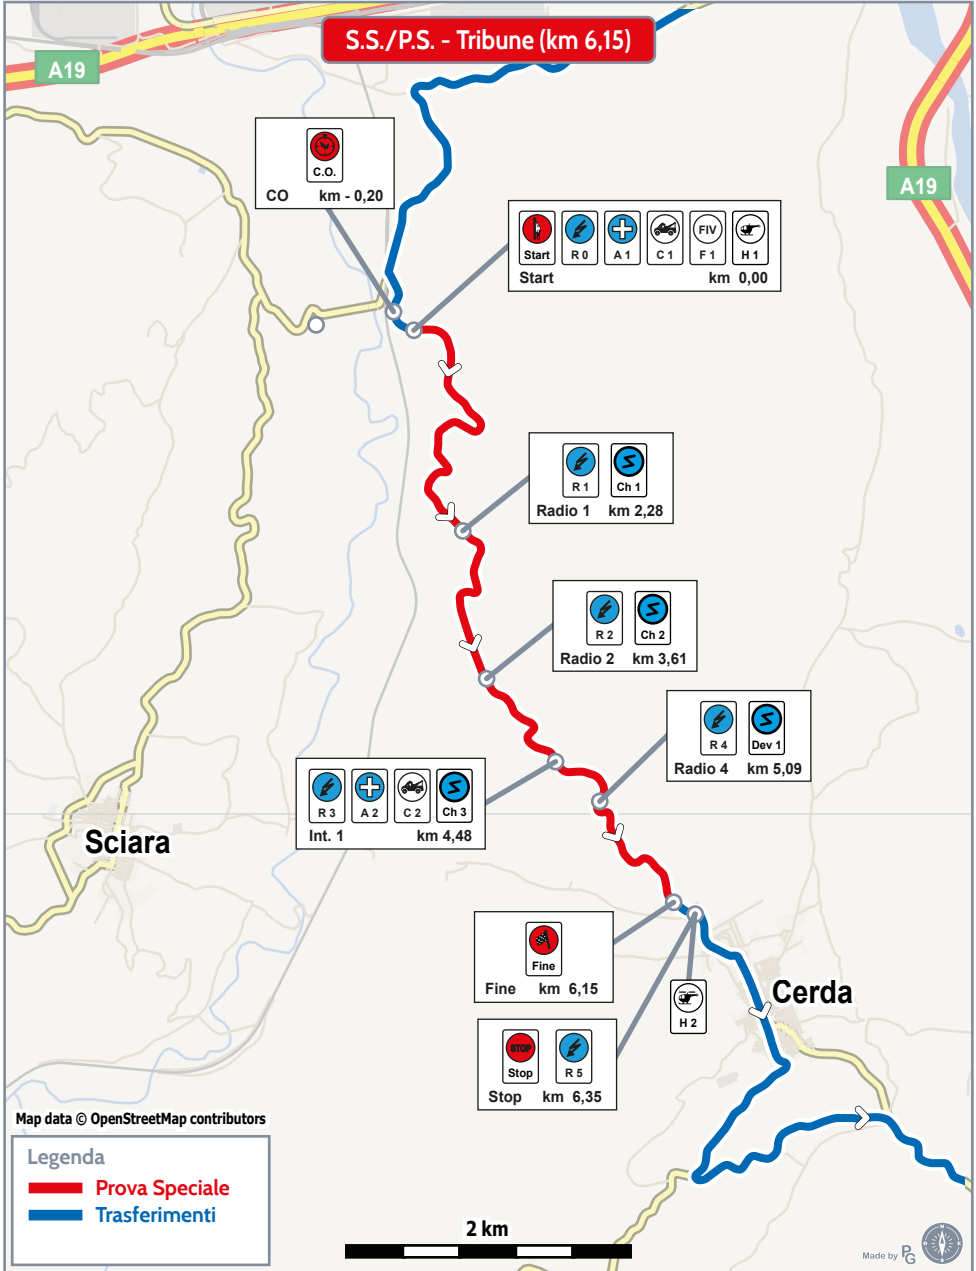 S.S./P.S. - Tribune (km 6,15)
A19
A19
C.O.
CO km - 0,20
Start R 0 A 1 C 1 FIV F 1 H 1
Start km 0,00
R 1 Ch 1
Radio 1 km 2,28
R 2 Ch 2
Radio 2 km 3,61
R 4 Dev 1
Radio 4 km 5,09
R 3 A 2 C 2 Ch 3
Int. 1 km 4,48
Sciara
Fine
Fine km 6,15
H 2
Cerda
STOP
Stop R 5
Stop km 6,35
Map data © OpenStreetMap contributors
Legenda
Prova Speciale
Trasferimenti
2 km
Made by PG